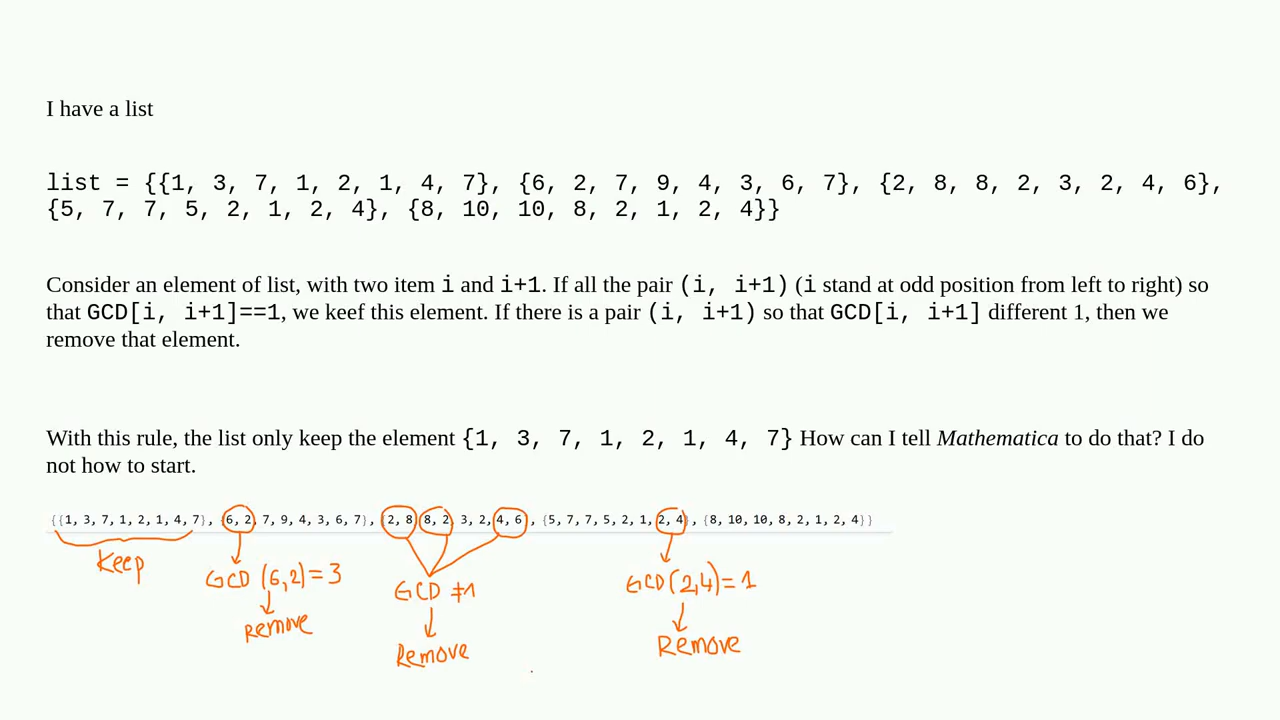 I have a list
list = {{1, 3, 7, 1, 2, 1, 4, 7}, {6, 2, 7, 9, 4, 3, 6, 7}, {2, 8, 8, 2, 3, 2, 4, 6},
{5, 7, 7, 5, 2, 1, 2, 4}, {8, 10, 10, 8, 2, 1, 2, 4}}
Consider an element of list, with two item i and i+1. If all the pair (i, i+1) (i stand at odd position from left to right) so
that GCD[i, i+1]==1, we keef this element. If there is a pair (i, i+1) so that GCD[i, i+1] different 1, then we
remove that element.
With this rule, the list only keep the element {1, 3, 7, 1, 2, 1, 4, 7} How can I tell Mathematica to do that? I do
not how to start.
{{1, 3, 7, 1, 2, 1, 4, 7}, {6, 2, 7, 9, 4, 3, 6, 7}, {2, 8, 8, 2, 3, 2, 4, 6}, {5, 7, 7, 5, 2, 1, 2, 4}, {8, 10, 10, 8, 2, 1, 2, 4}}
Keep
GCD (6,2)=3
Remove
GCD ≠1
Remove
GCD(2,4)=1
Remove